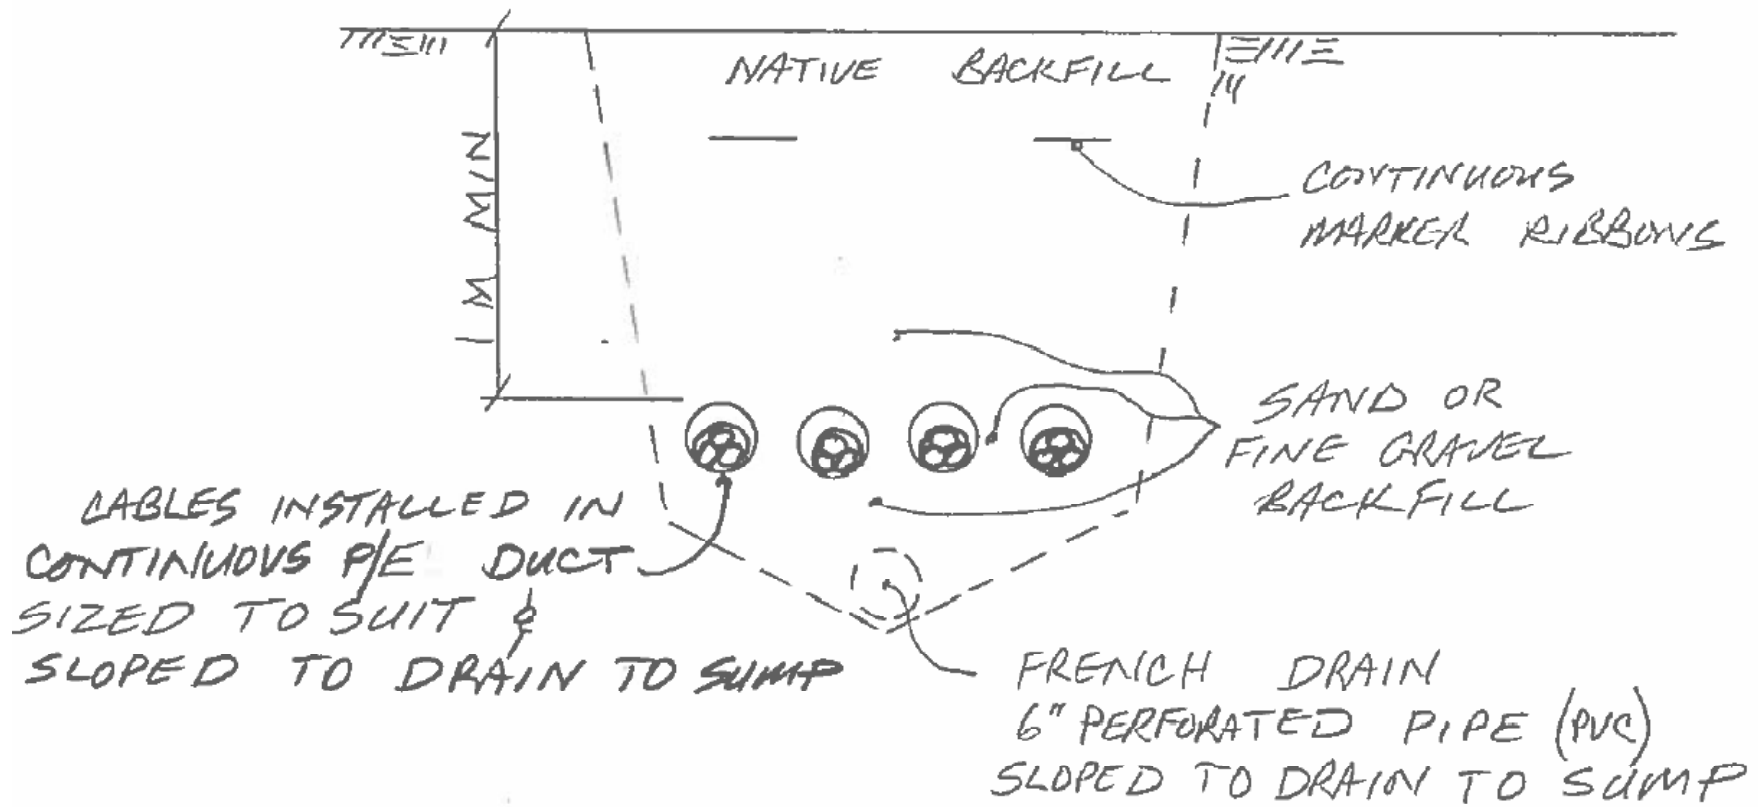 NATIVE BACKFILL
1 M MIN
CONTINUOUS
MARKER RIBBONS
SAND OR
FINE GRAVEL
BACKFILL
CABLES INSTALLED IN
CONTINUOUS P/E DUCT
SIZED TO SUIT &
SLOPED TO DRAIN TO SUMP
FRENCH DRAIN
6" PERFORATED PIPE (PVC)
SLOPED TO DRAIN TO SUMP